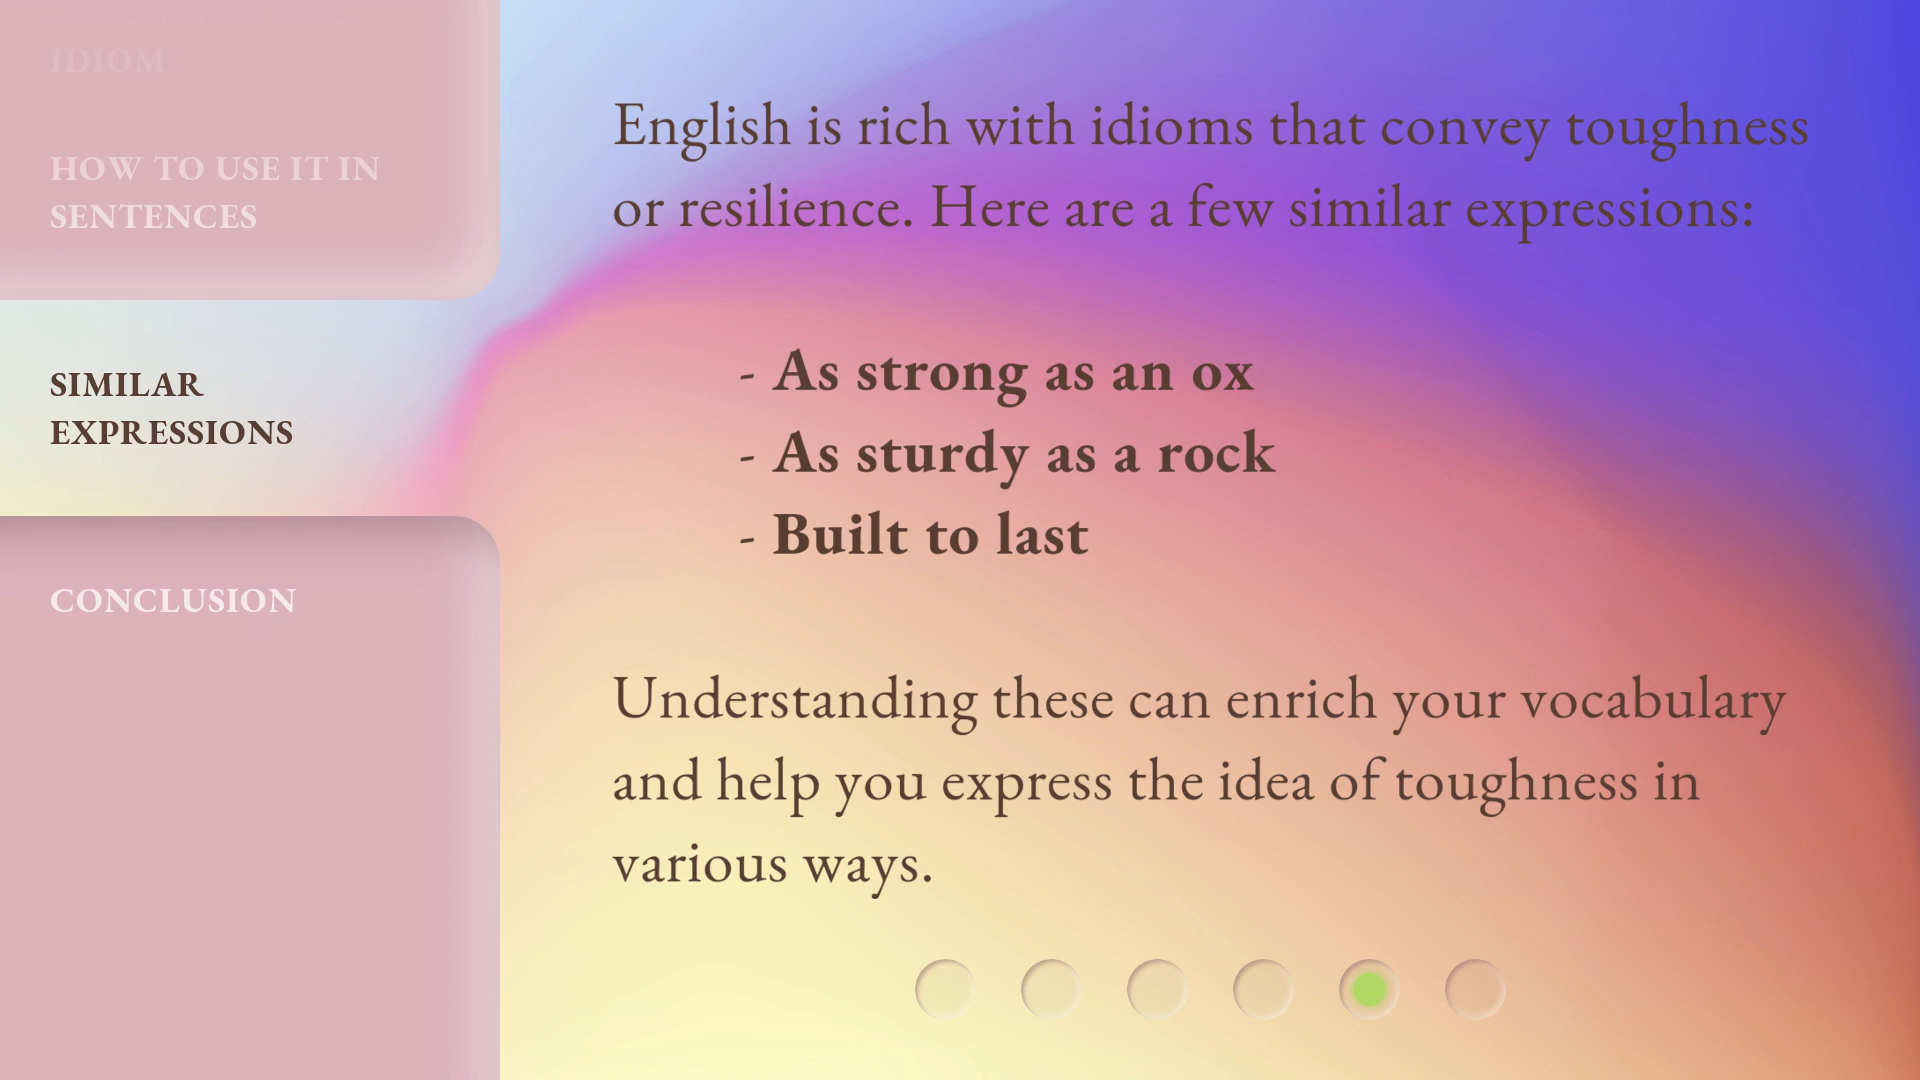 IDIOM
HOW TO USE IT IN
SENTENCES
SIMILAR
EXPRESSIONS
CONCLUSION
English is rich with idioms that convey toughness
or resilience. Here are a few similar expressions:
- As strong as an ox
- As sturdy as a rock
- Built to last
Understanding these can enrich your vocabulary
and help you express the idea of toughness in
various ways.